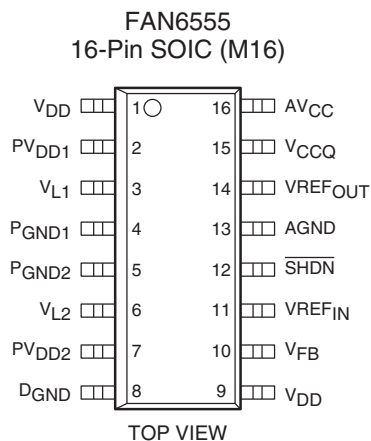 FAN6555
16-Pin SOIC (M16)
VDD 1 16 AVCC
PVDD1 2 15 VCCQ
VL1 3 14 VREFOUT
PGND1 4 13 AGND
PGND2 5 12 SHDN
VL2 6 11 VREFIN
PVDD2 7 10 VFB
DGND 8 9 VDD
TOP VIEW